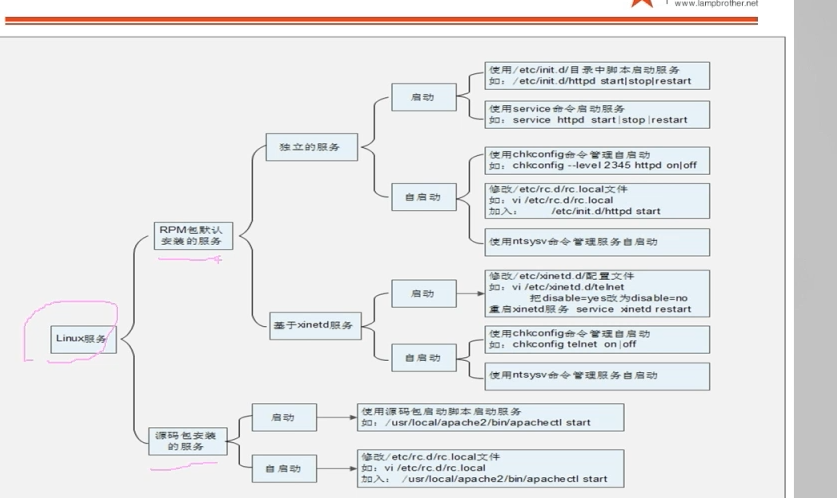 www.lampbrother.net
使用/etc/init.d/目录中脚本启动服务
如：/etc/init.d/httpd start|stop|restart
启动
使用service命令启动服务
如：service httpd start|stop|restart
独立的服务
使用chkconfig命令管理自启动
如：chkconfig --level 2345 httpd on|off
自启动
修改/etc/rc.d/rc.local文件
如：vi /etc/rc.d/rc.local
加入： /etc/init.d/httpd start
使用ntsysv命令管理服务自启动
RPM包默认
安装的服务
修改/etc/xinetd.d/配置文件
如：vi /etc/xinetd.d/telnet
把disable=yes改为disable=no
重启xinetd服务 service xinetd restart
启动
基于xinetd服务
使用chkconfig命令管理自启动
如：chkconfig telnet on|off
自启动
使用ntsysv命令管理服务自启动
Linux服务
源码包安装
的服务
启动
使用源码包启动脚本启动服务
如：/usr/local/apache2/bin/apachectl start
自启动
修改/etc/rc.d/rc.local文件
如：vi /etc/rc.d/rc.local
加入： /usr/local/apache2/bin/apachectl start